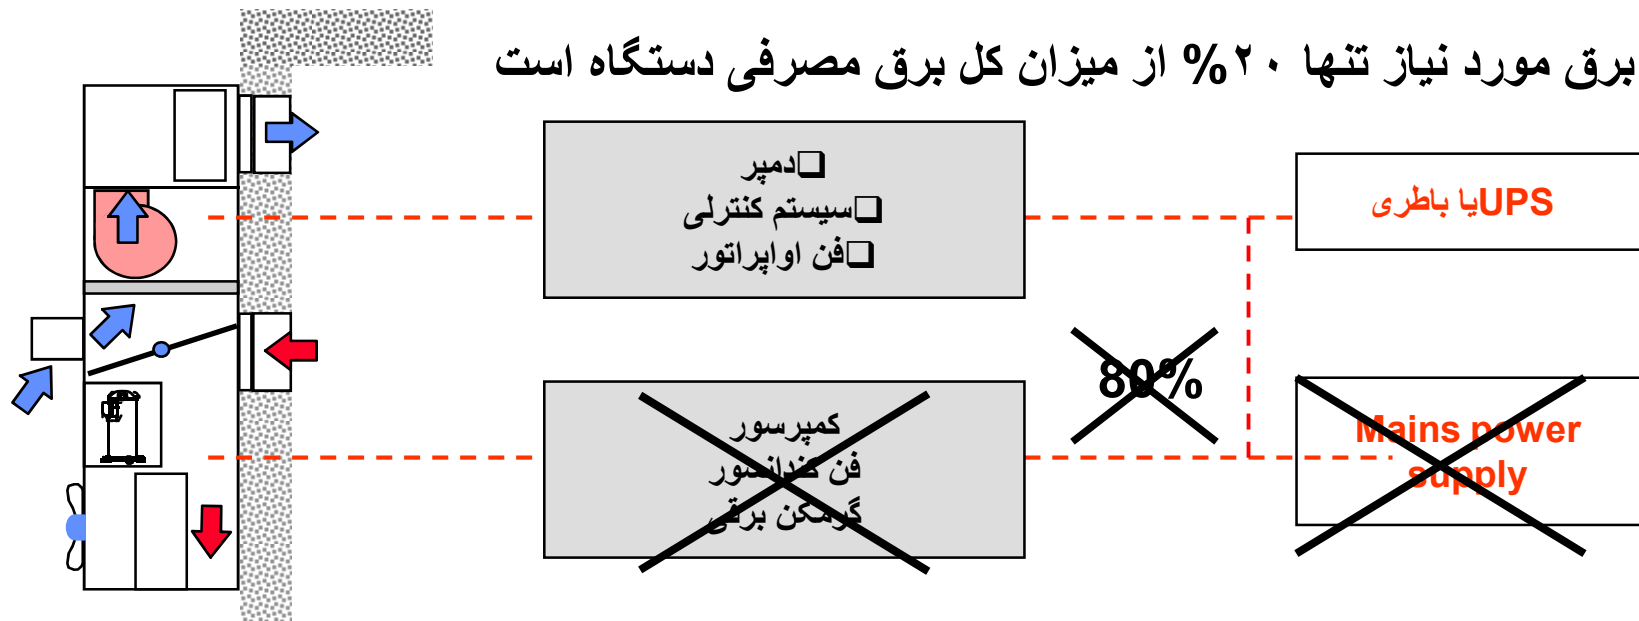 برق مورد نیاز تنها ۲۰% از میزان کل برق مصرفی دستگاه است
❑دمپر
❑سیستم کنترلی
❑فن اواپراتور
UPSیا باطری
80%
کمپرسور
فن کندانسور
گرمکن برقی
Mains power
supply